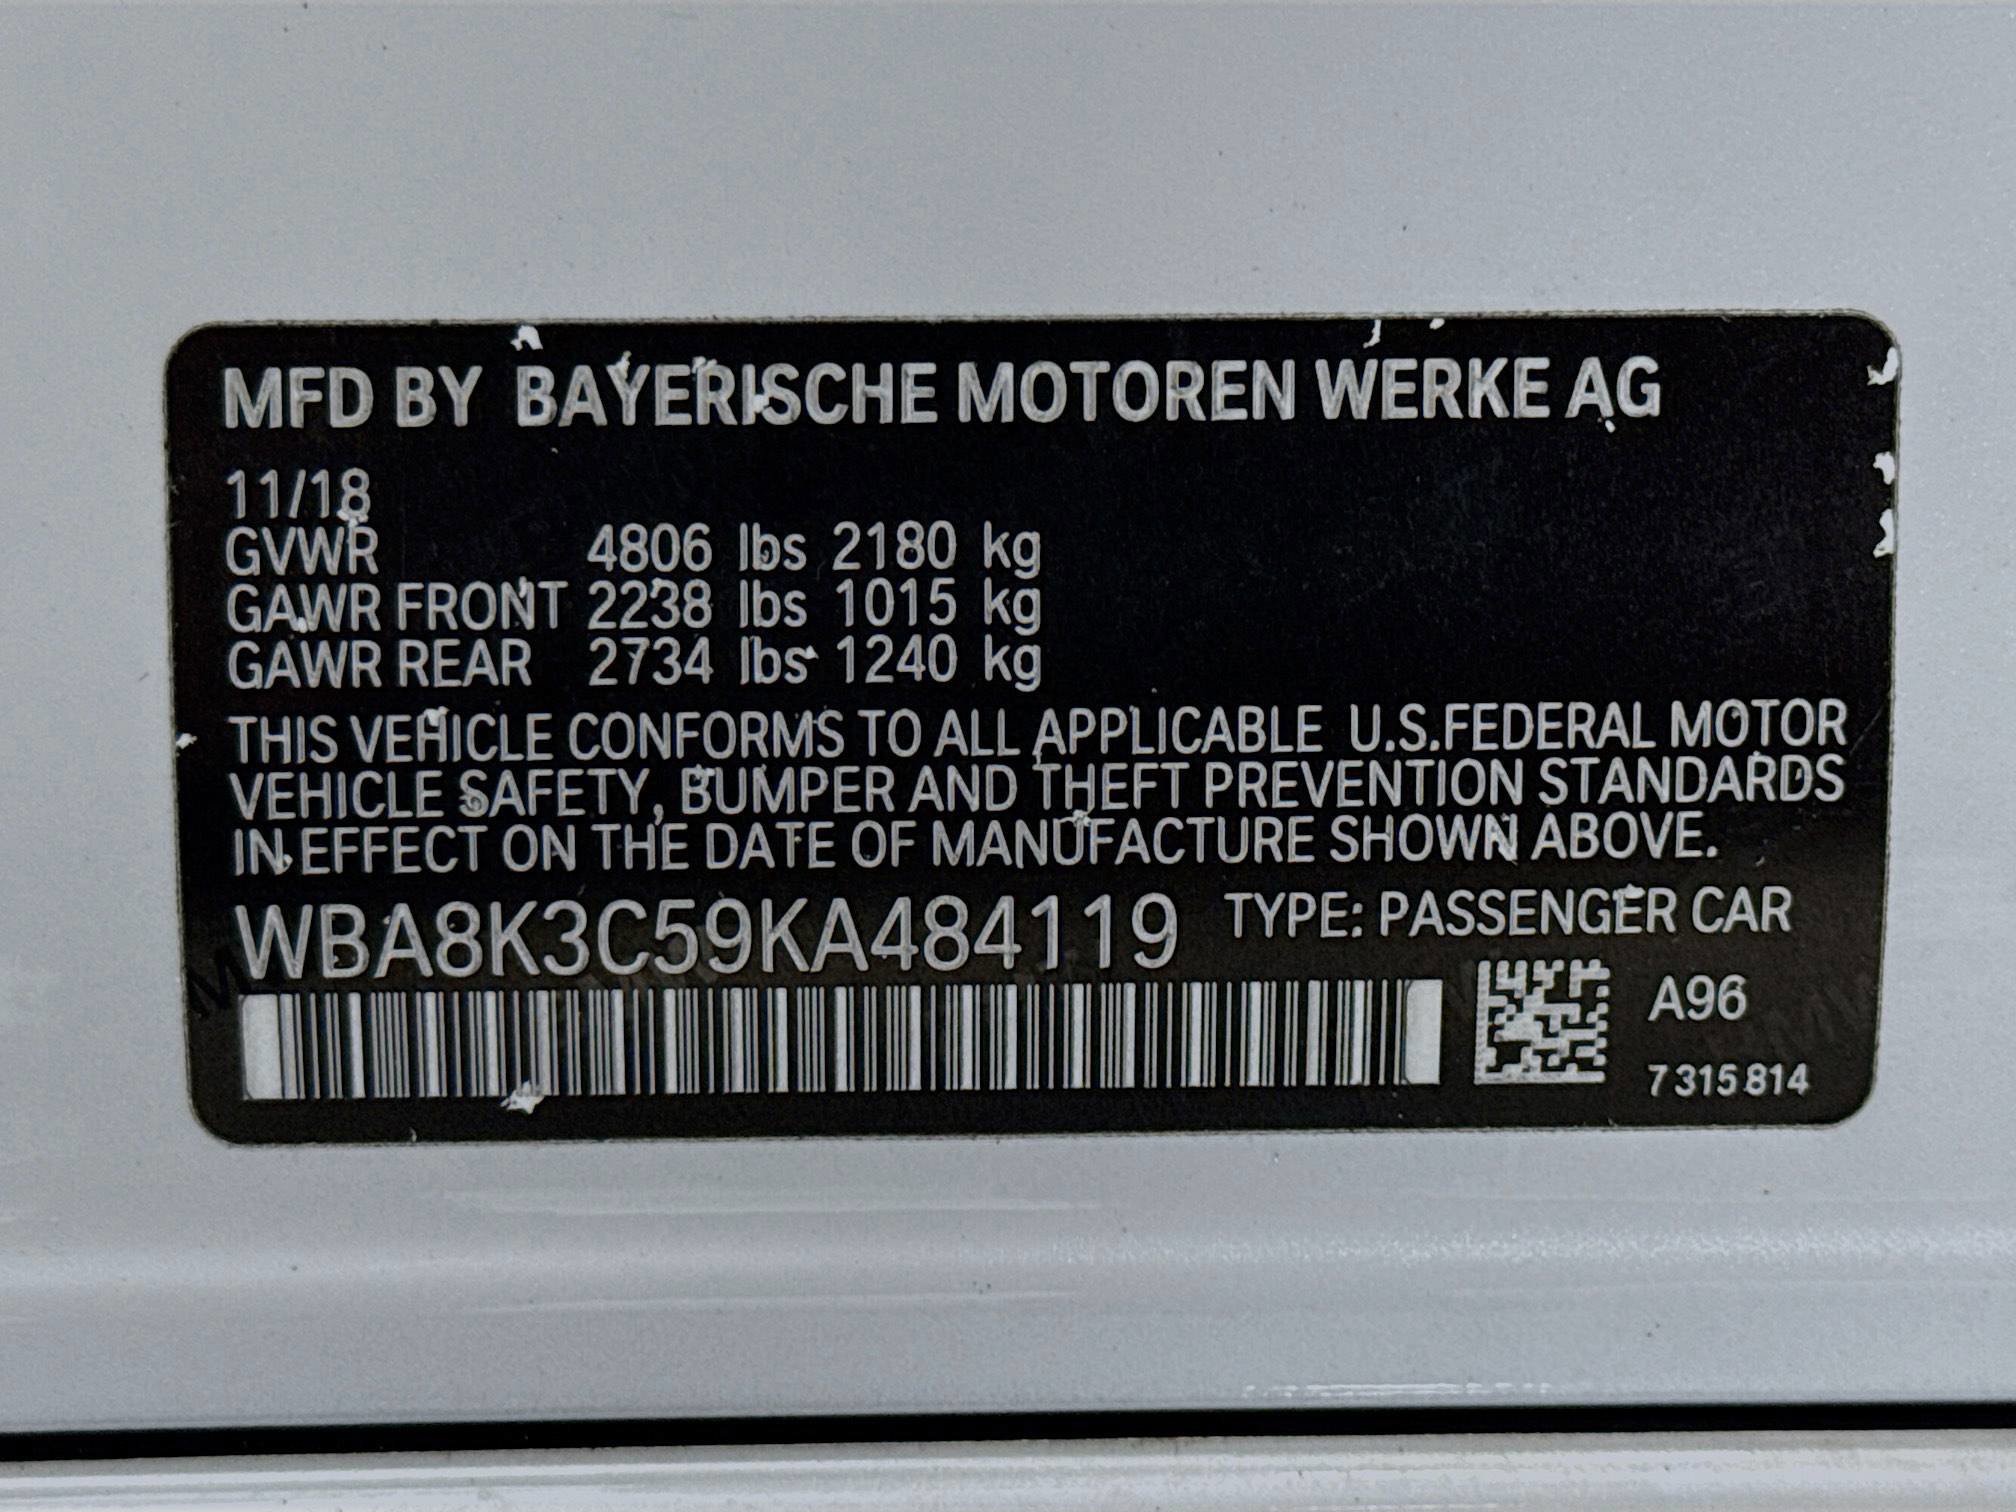 MFD BY BAYERISCHE MOTOREN WERKE AG
11/18
GVWR 4806 lbs 2180 kg
GAWR FRONT 2238 lbs 1015 kg
GAWR REAR 2734 lbs 1240 kg
THIS VEHICLE CONFORMS TO ALL APPLICABLE U.S.FEDERAL MOTOR
VEHICLE SAFETY, BUMPER AND THEFT PREVENTION STANDARDS
IN EFFECT ON THE DATE OF MANUFACTURE SHOWN ABOVE.
WBA8K3C59KA484119 TYPE: PASSENGER CAR
A96
7 315 814